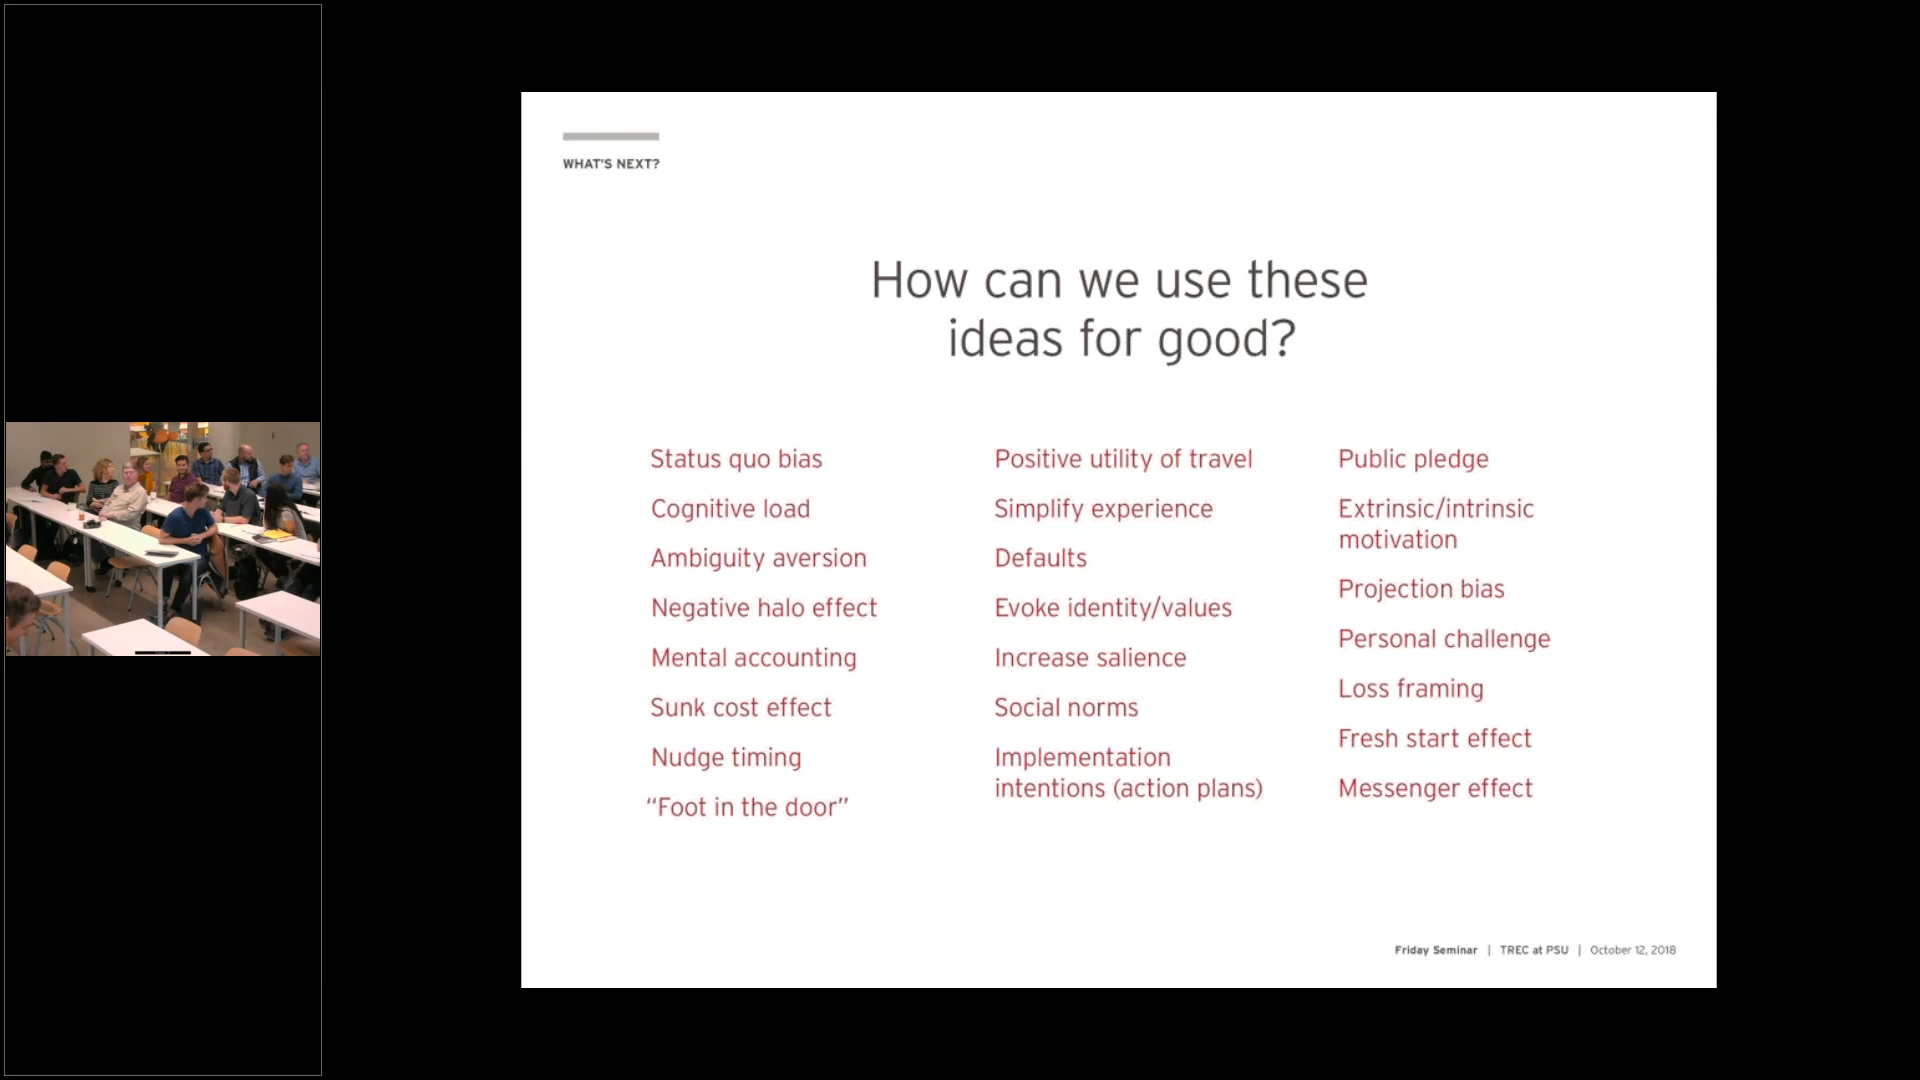 WHAT'S NEXT?
How can we use these
ideas for good?
Status quo bias
Cognitive load
Ambiguity aversion
Negative halo effect
Mental accounting
Sunk cost effect
Nudge timing
“Foot in the door”
Positive utility of travel
Simplify experience
Defaults
Evoke identity/values
Increase salience
Social norms
Implementation
intentions (action plans)
Public pledge
Extrinsic/intrinsic
motivation
Projection bias
Personal challenge
Loss framing
Fresh start effect
Messenger effect
Friday Seminar | TREC at PSU | October 12, 2018